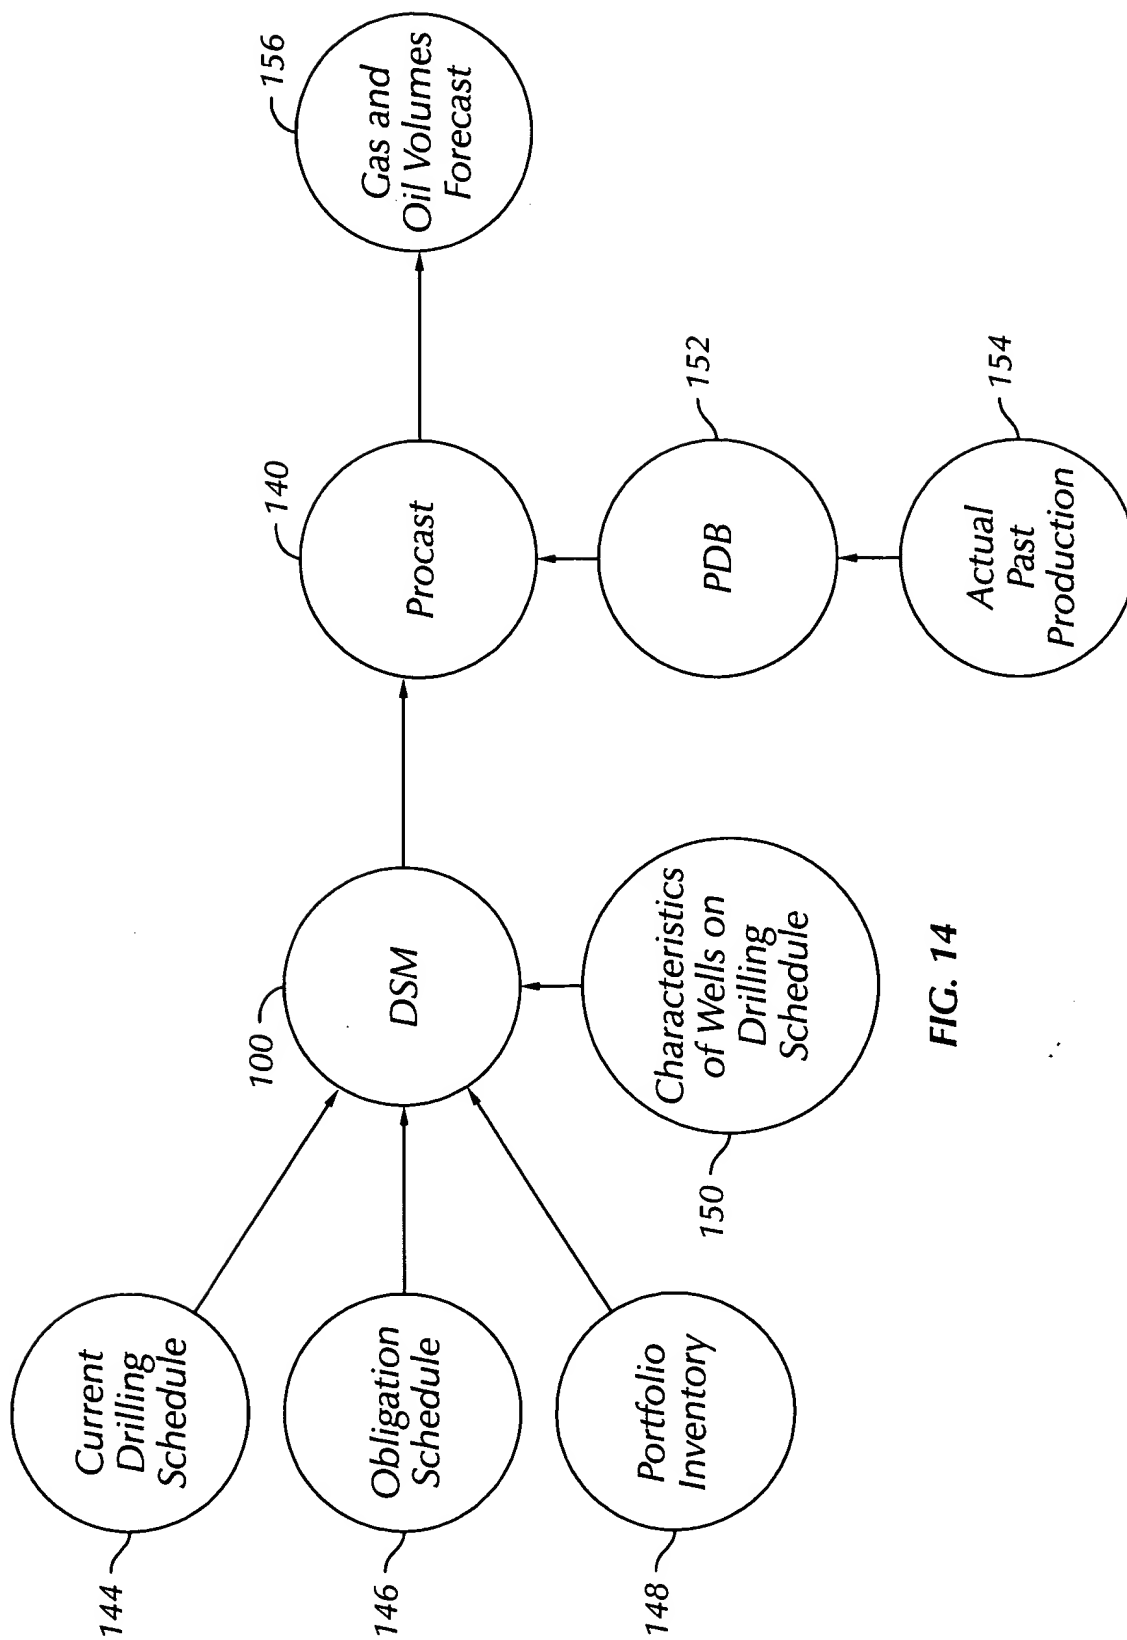 144
Current
Drilling
Schedule
146
Obligation
Schedule
148
Portfolio
Inventory
100
DSM
150
Characteristics
of Wells on
Drilling
Schedule
140
Procast
152
PDB
154
Actual
Past
Production
156
Gas and
Oil Volumes
Forecast
FIG. 14